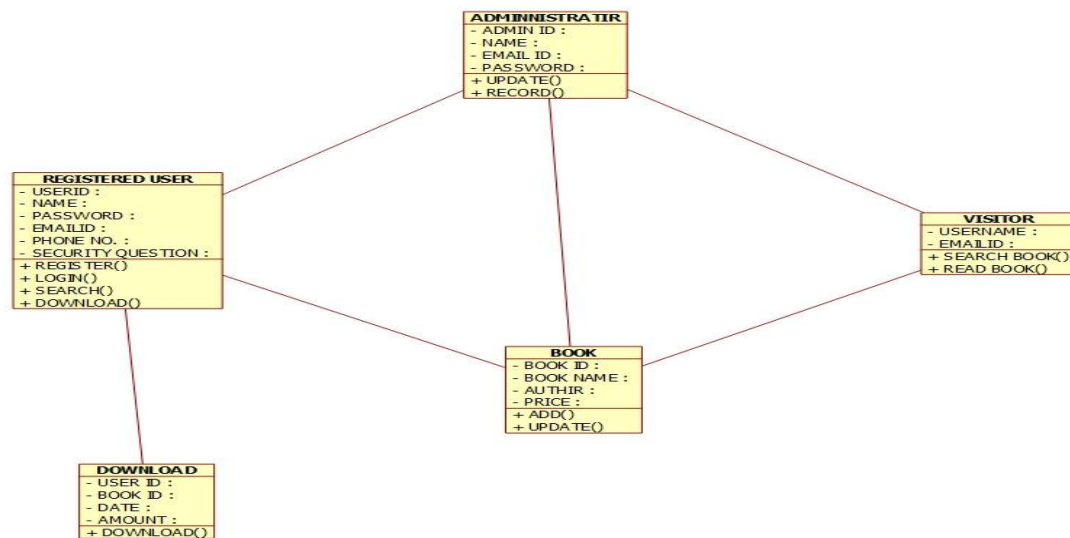 ADMINNISTRATIR
- ADMIN ID :
- NAME :
- EMAIL ID :
- PASSWORD :
+ UPDATE()
+ RECORD()
REGISTERED USER
- USERID :
- NAME :
- PASSWORD :
- EMAILID :
- PHONE NO. :
- SECURITY QUESTION :
+ REGISTER()
+ LOGIN()
+ SEARCH()
+ DOWNLOAD()
VISITOR
- USERNAME :
- EMAILID :
+ SEARCH BOOK()
+ READ BOOK()
BOOK
- BOOK ID :
- BOOK NAME :
- AUTHIR :
- PRICE :
+ ADD()
+ UPDATE()
DOWNLOAD
- USER ID :
- BOOK ID :
- DATE :
- AMOUNT :
+ DOWNLOAD()